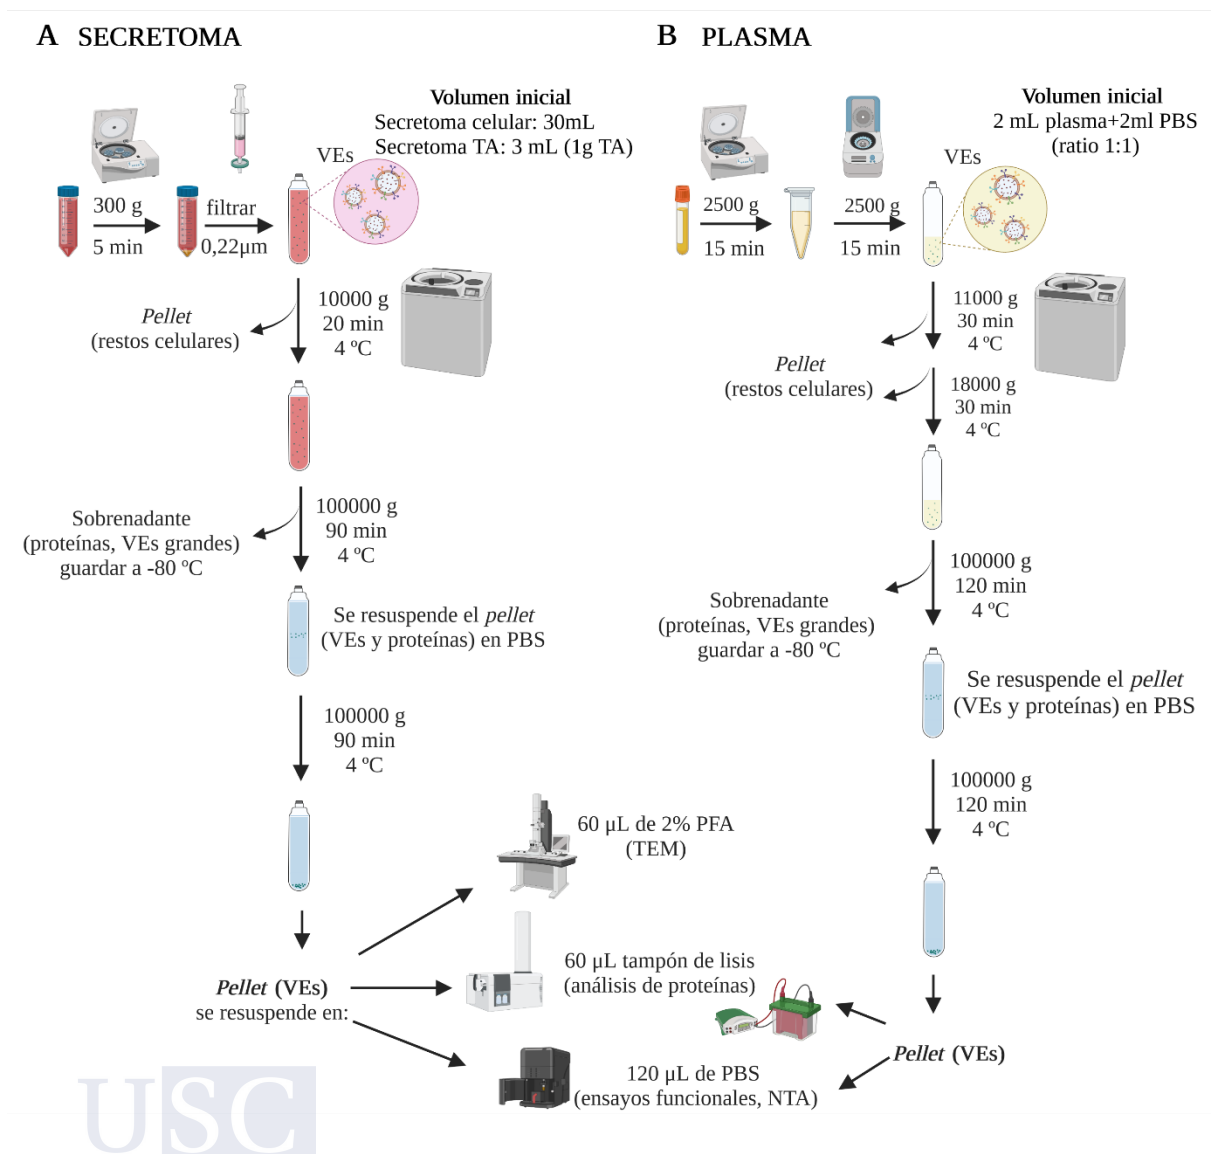 A SECRETOMA
Volumen inicial
Secretoma celular: 30mL
Secretoma TA: 3 mL (1g TA)
VEs
300 g
5 min
filtrar
0,22μm
10000 g
20 min
4 ºC
Pellet
(restos celulares)
100000 g
90 min
4 ºC
Sobrenadante
(proteínas, VEs grandes)
guardar a -80 ºC
Se resuspende el pellet
(VEs y proteínas) en PBS
100000 g
90 min
4 ºC
Pellet (VEs)
se resuspende en:
60 μL de 2% PFA
(TEM)
60 μL tampón de lisis
(análisis de proteínas)
120 μL de PBS
(ensayos funcionales, NTA)
B PLASMA
Volumen inicial
2 mL plasma+2ml PBS
(ratio 1:1)
VEs
2500 g
15 min
2500 g
15 min
11000 g
30 min
4 ºC
Pellet
(restos celulares)
18000 g
30 min
4 ºC
100000 g
120 min
4 ºC
Sobrenadante
(proteínas, VEs grandes)
guardar a -80 ºC
Se resuspende el pellet
(VEs y proteínas) en PBS
100000 g
120 min
4 ºC
Pellet (VEs)
USC